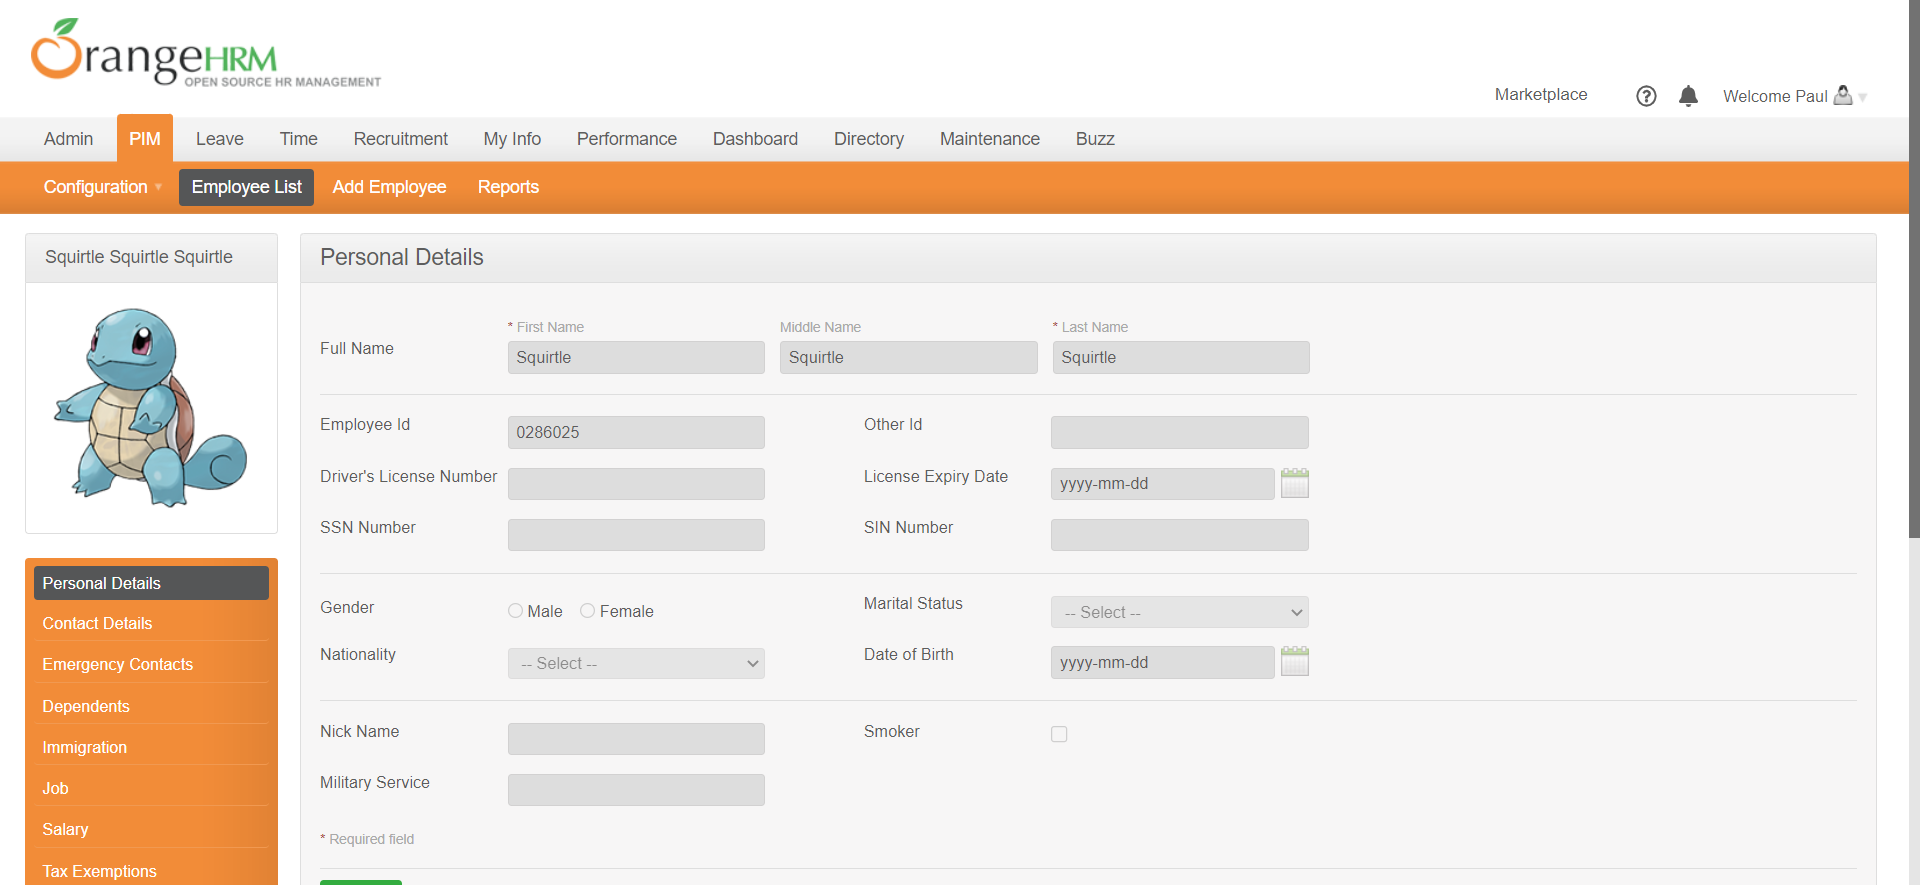 OrangeHRM
OPEN SOURCE HR MANAGEMENT
Marketplace
Welcome Paul
Admin PIM Leave Time Recruitment My Info Performance Dashboard Directory Maintenance Buzz
Configuration Employee List Add Employee Reports
Squirtle Squirtle Squirtle
Personal Details
Contact Details
Emergency Contacts
Dependents
Immigration
Job
Salary
Tax Exemptions
Personal Details
* First Name Middle Name * Last Name
Full Name Squirtle Squirtle Squirtle
Employee Id 0286025 Other Id
Driver's License Number License Expiry Date yyyy-mm-dd
SSN Number SIN Number
Gender Male Female Marital Status -- Select --
Nationality -- Select -- Date of Birth yyyy-mm-dd
Nick Name Smoker
Military Service
* Required field